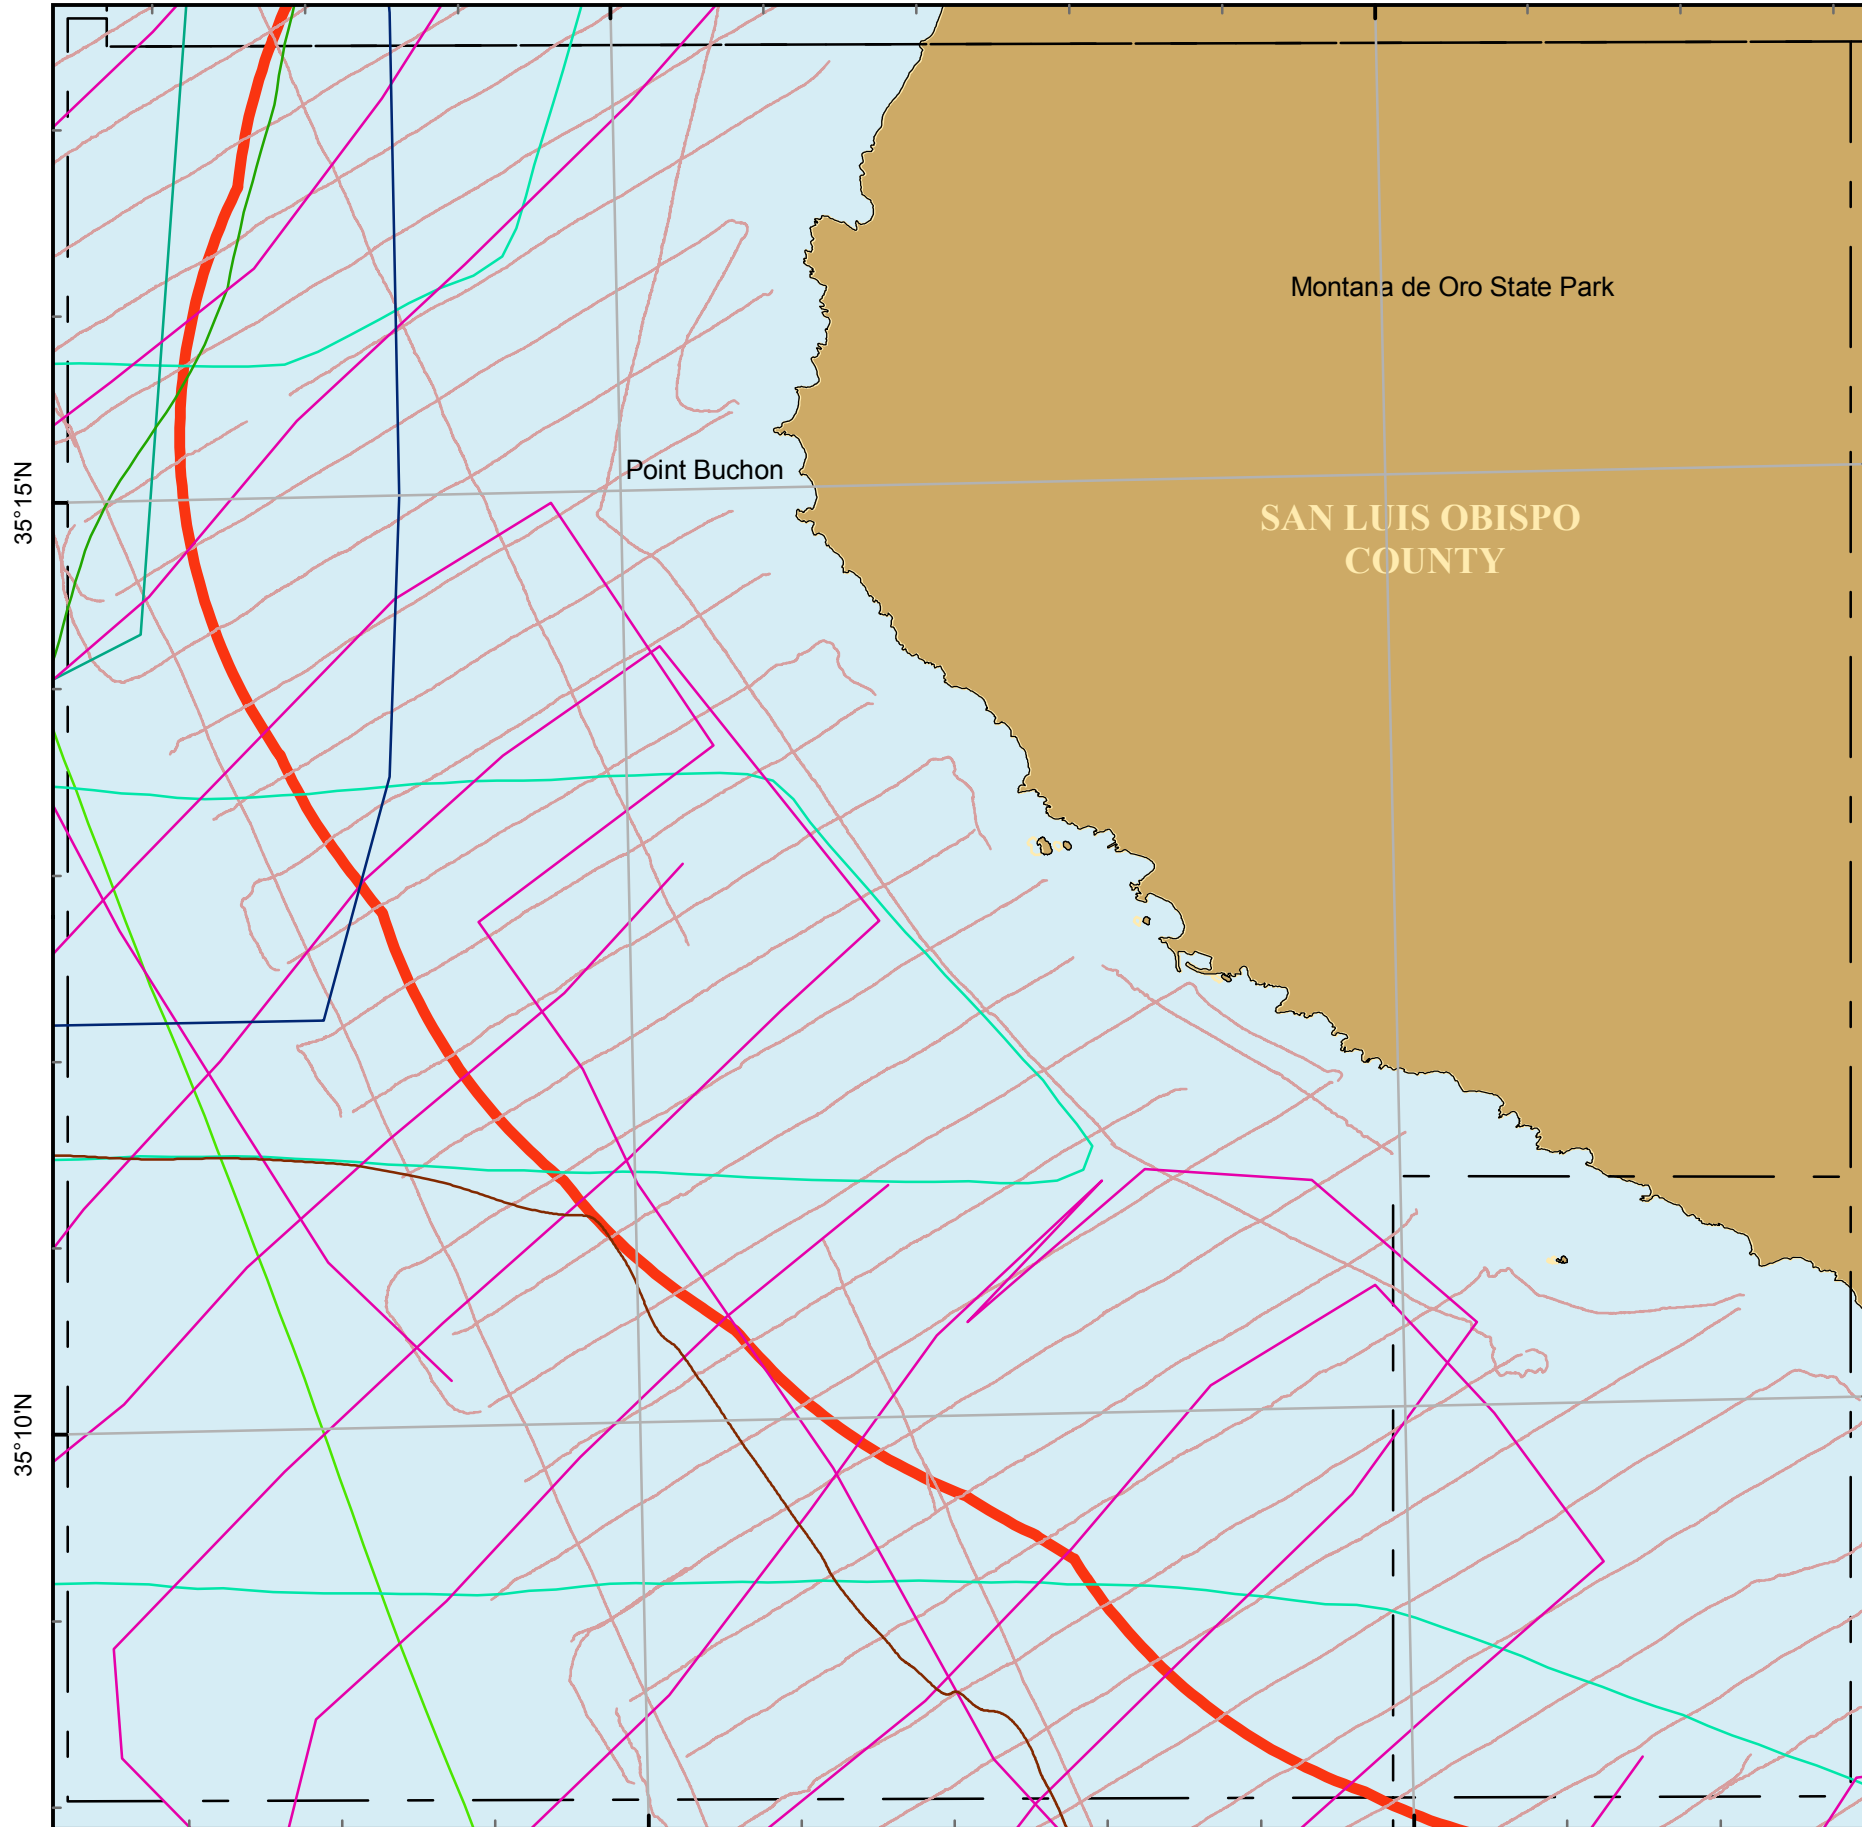 Montana de Oro State Park
Point Buchon
35°15'N
SAN LUIS OBISPO
COUNTY
35°10'N